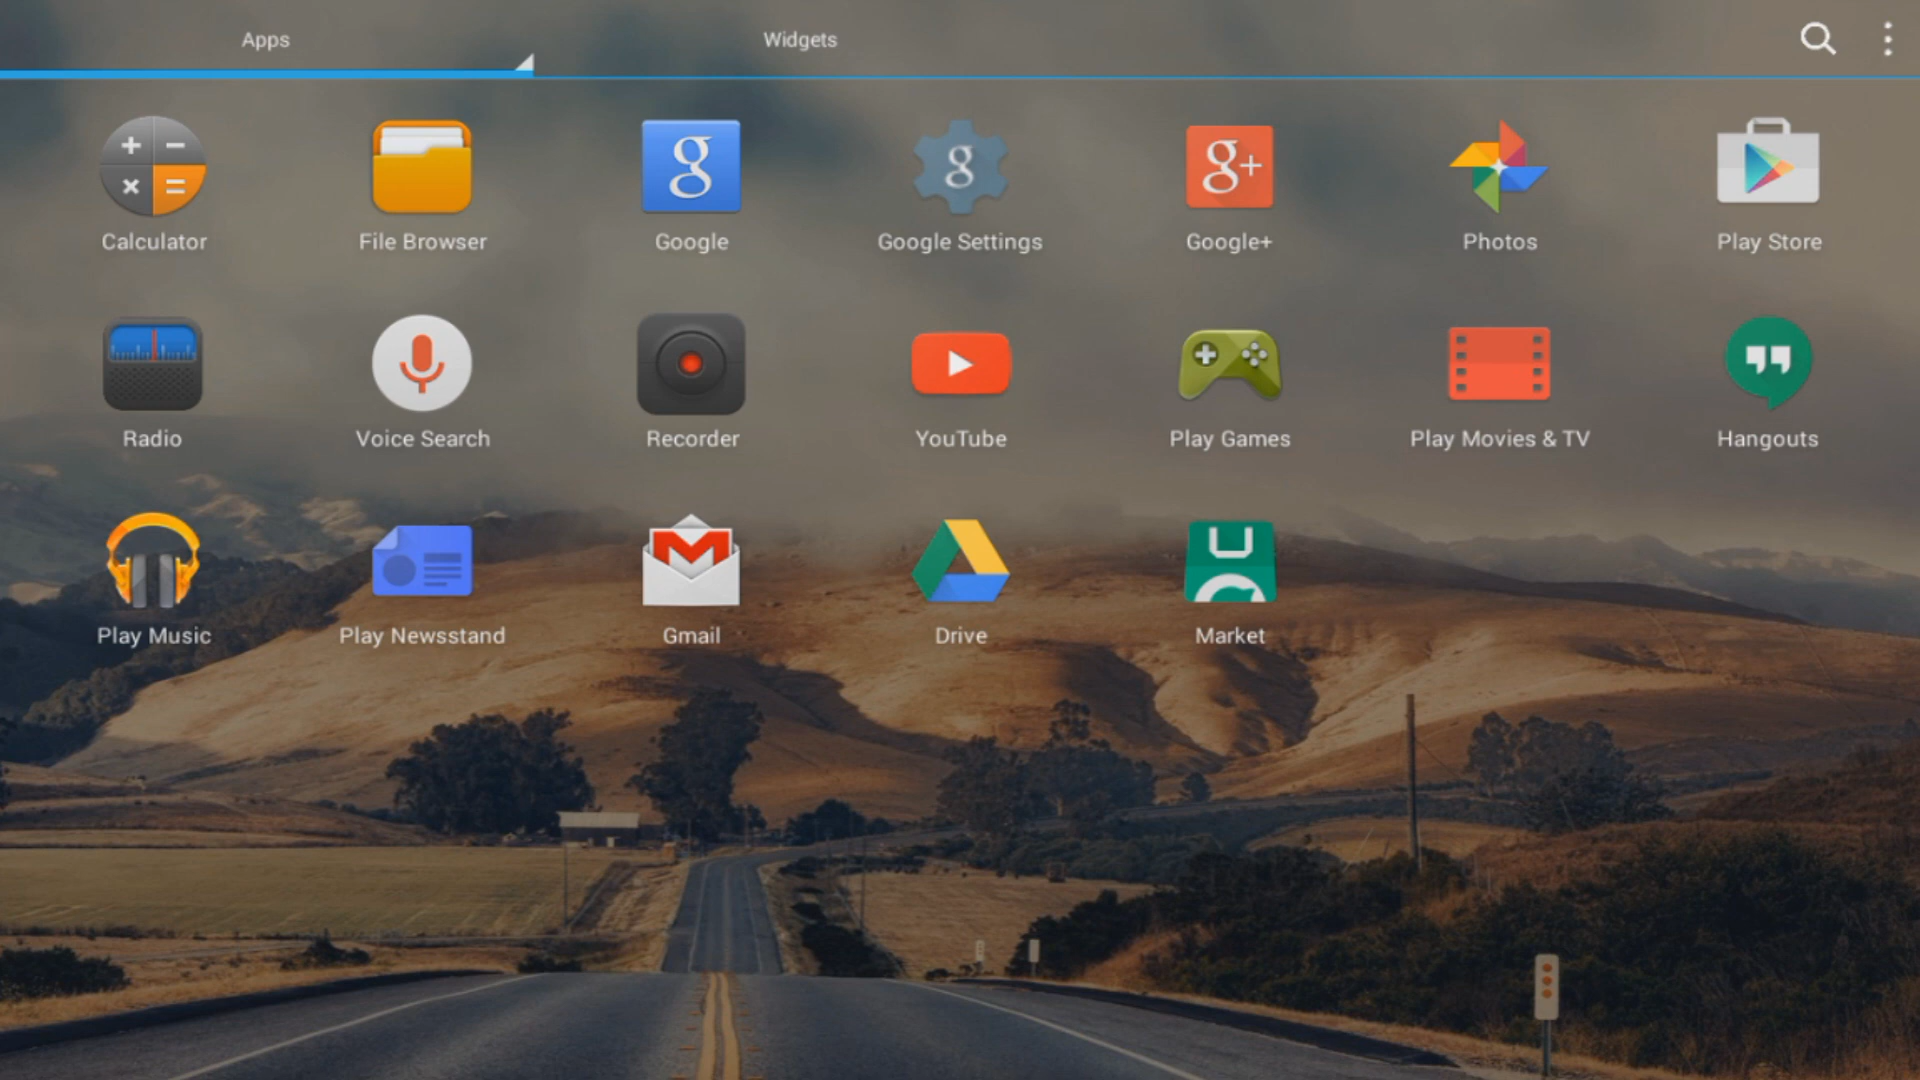 Apps Widgets
Calculator File Browser Google Google Settings Google+ Photos Play Store
Radio Voice Search Recorder YouTube Play Games Play Movies & TV Hangouts
Play Music Play Newsstand Gmail Drive Market